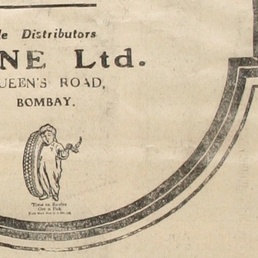 le Distributors
NE Ltd.
UEEN'S ROAD,
BOMBAY.
"Time to Re-tire
Get a Fisk